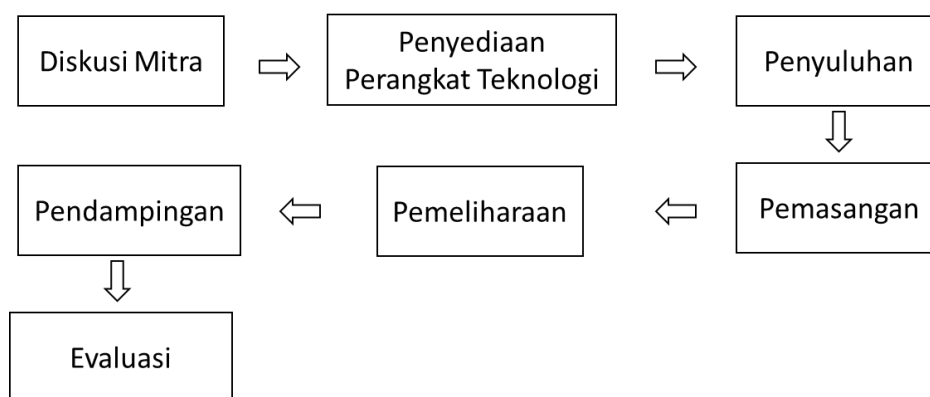 Diskusi Mitra
Penyediaan
Perangkat Teknologi
Penyuluhan
Pemasangan
Pemeliharaan
Pendampingan
Evaluasi